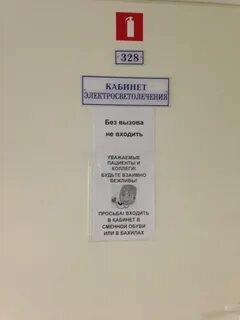 328
КАБИНЕТ
ЭЛЕКТРОСВЕТОЛЕЧЕНИЯ
Без вызова
не входить
УВАЖАЕМЫЕ
ПАЦИЕНТЫ И
КОЛЛЕГИ!
БУДЬТЕ ВЗАИМНО
ВЕЖЛИВЫ!
ПРОСЬБА! ВХОДИТЬ
В КАБИНЕТ В
СМЕННОЙ ОБУВИ
ИЛИ В БАХИЛАХ